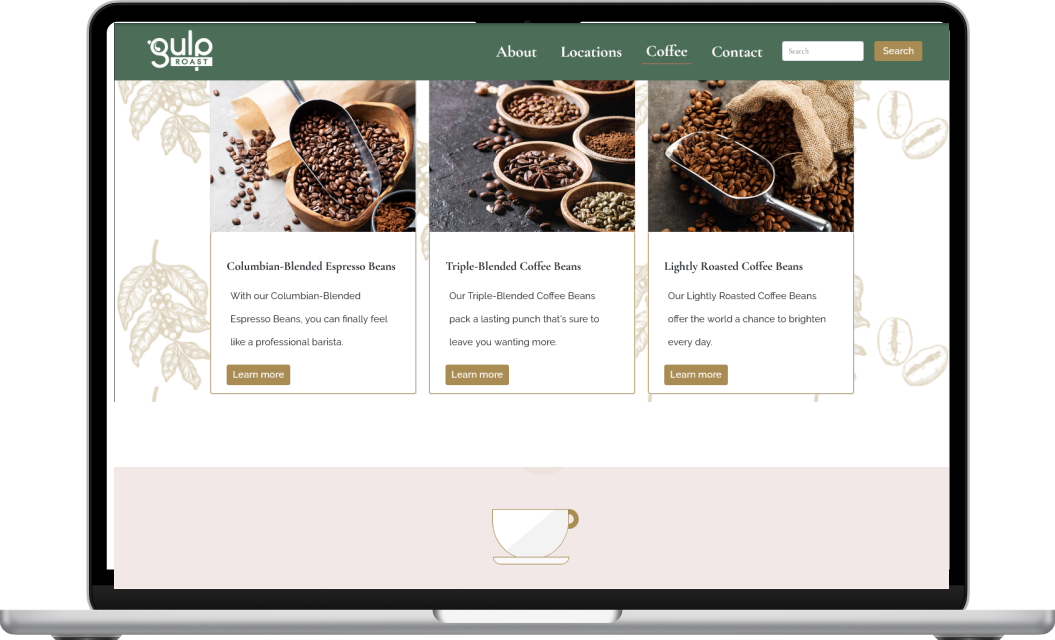 gulp
ROAST
About
Locations
Coffee
Contact
Search
Search
Columbian-Blended Espresso Beans
With our Columbian-Blended
Espresso Beans, you can finally feel
like a professional barista.
Learn more
Triple-Blended Coffee Beans
Our Triple-Blended Coffee Beans
pack a lasting punch that's sure to
leave you wanting more.
Learn more
Lightly Roasted Coffee Beans
Our Lightly Roasted Coffee Beans
offer the world a chance to brighten
every day.
Learn more